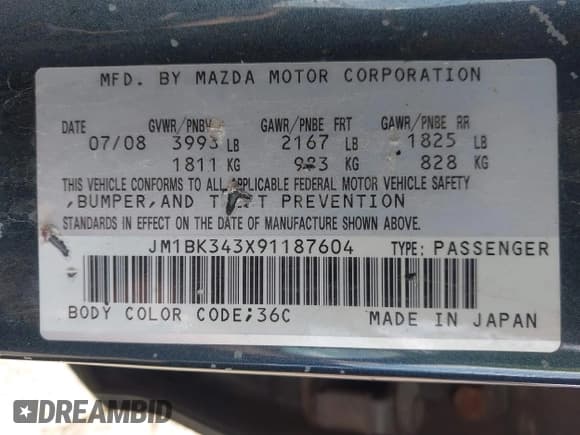 MFD. BY MAZDA MOTOR CORPORATION
DATE GVWR/PNBV GAWR/PNBE FRT GAWR/PNBE RR
07/08 3993 LB 2167 LB 1825 LB
1811 KG 983 KG 828 KG
THIS VEHICLE CONFORMS TO ALL APPLICABLE FEDERAL MOTOR VEHICLE SAFETY
,BUMPER,AND THEFT PREVENTION
STANDARDS IN EFFECT ON THE DATE OF MANUFACTURE SHOWN ABOVE.
JM1BK343X91187604 TYPE: PASSENGER
BODY COLOR CODE;36C MADE IN JAPAN
DREAMBID